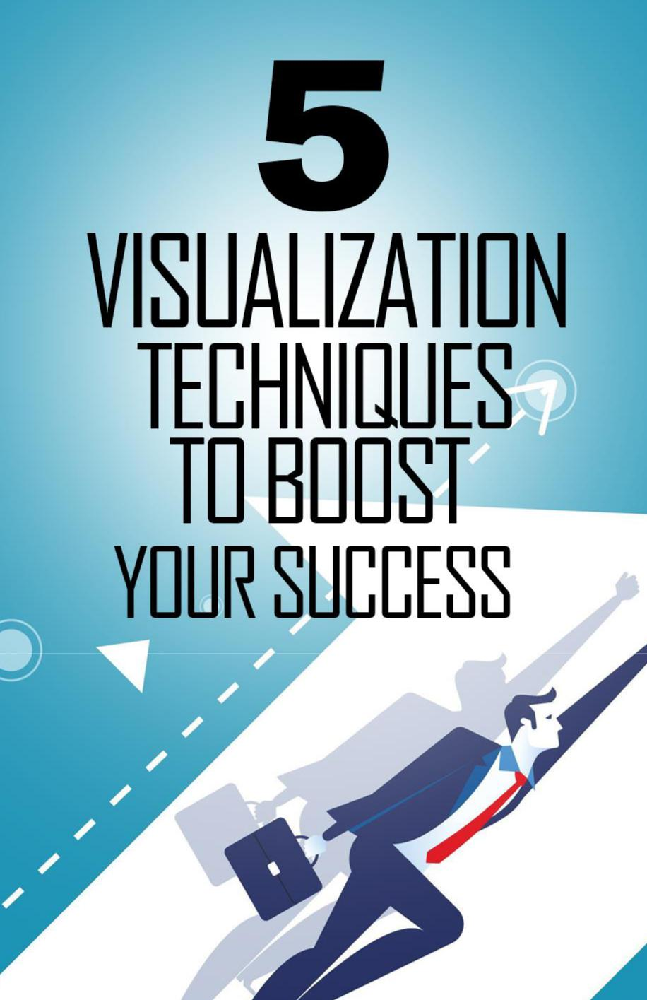 5
VISUALIZATION
TECHNIQUES
TO BOOST
YOUR SUCCESS